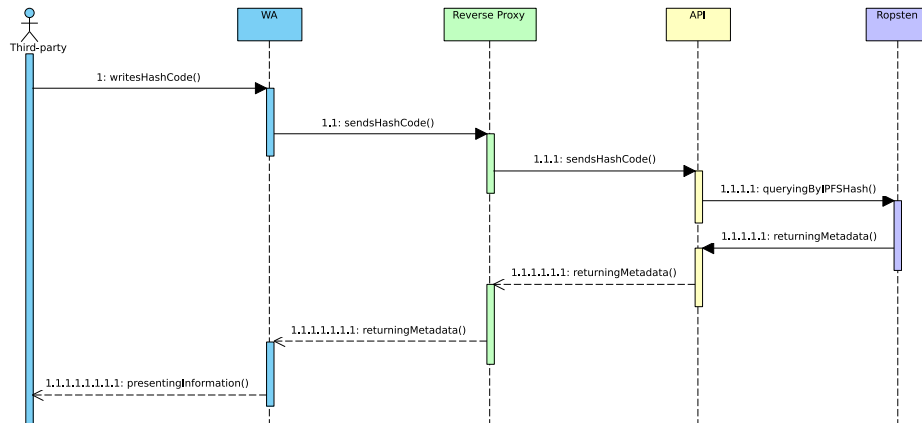 WA
Reverse Proxy
API
Ropsten
Third-party
1: writesHashCode()
1.1: sendsHashCode()
1.1.1: sendsHashCode()
1.1.1.1: queryingByIPFSHash()
1.1.1.1.1: returningMetadata()
1.1.1.1.1.1: returningMetadata()
1.1.1.1.1.1.1: returningMetadata()
1.1.1.1.1.1.1.1: presentingInformation()